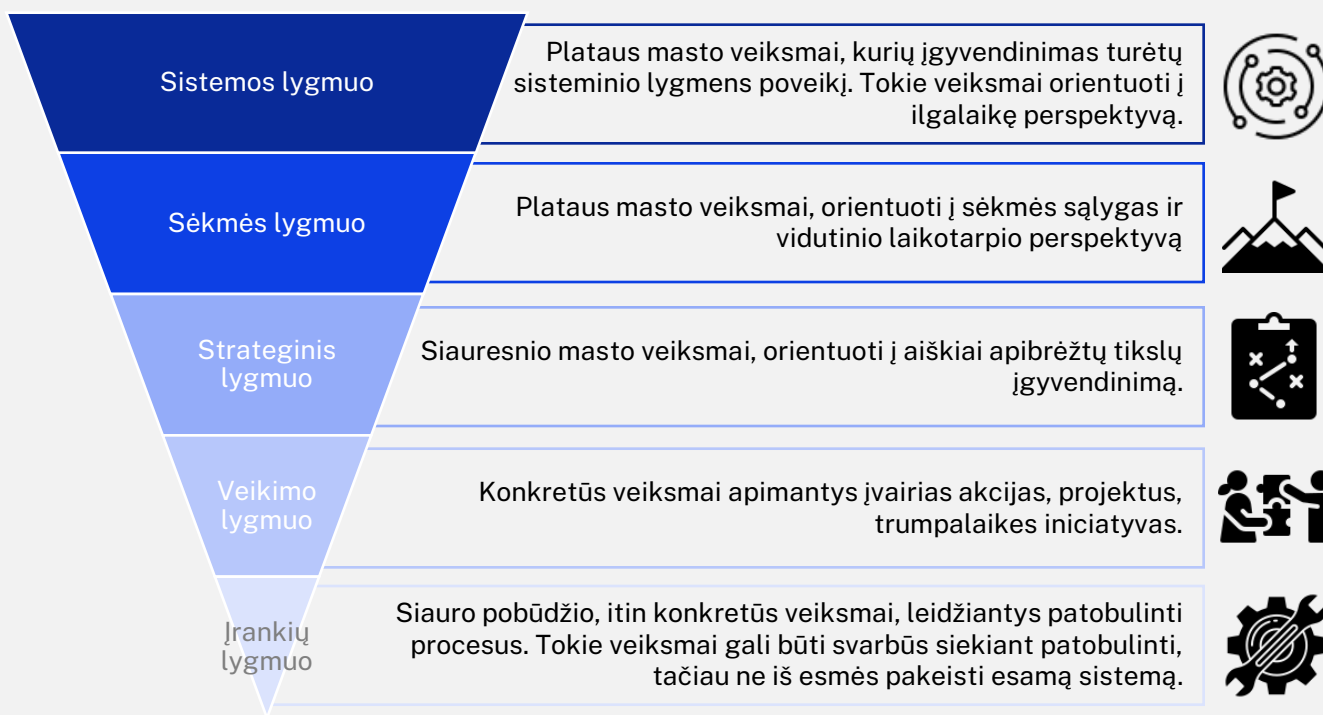 Sistemos lygmuo
Plataus masto veiksmai, kurių įgyvendinimas turėtų
sisteminio lygmens poveikį. Tokie veiksmai orientuoti į
ilgalaikę perspektyvą.
Sėkmės lygmuo
Plataus masto veiksmai, orientuoti į sėkmės sąlygas ir
vidutinio laikotarpio perspektyvą
Strateginis
lygmuo
Siauresnio masto veiksmai, orientuoti į aiškiai apibrėžtų tikslų
įgyvendinimą.
Veikimo
lygmuo
Konkretūs veiksmai apimantys įvairias akcijas, projektus,
trumpalaikes iniciatyvas.
Įrankių
lygmuo
Siauro pobūdžio, itin konkretūs veiksmai, leidžiantys patobulinti
procesus. Tokie veiksmai gali būti svarbūs siekiant patobulinti,
tačiau ne iš esmės pakeisti esamą sistemą.